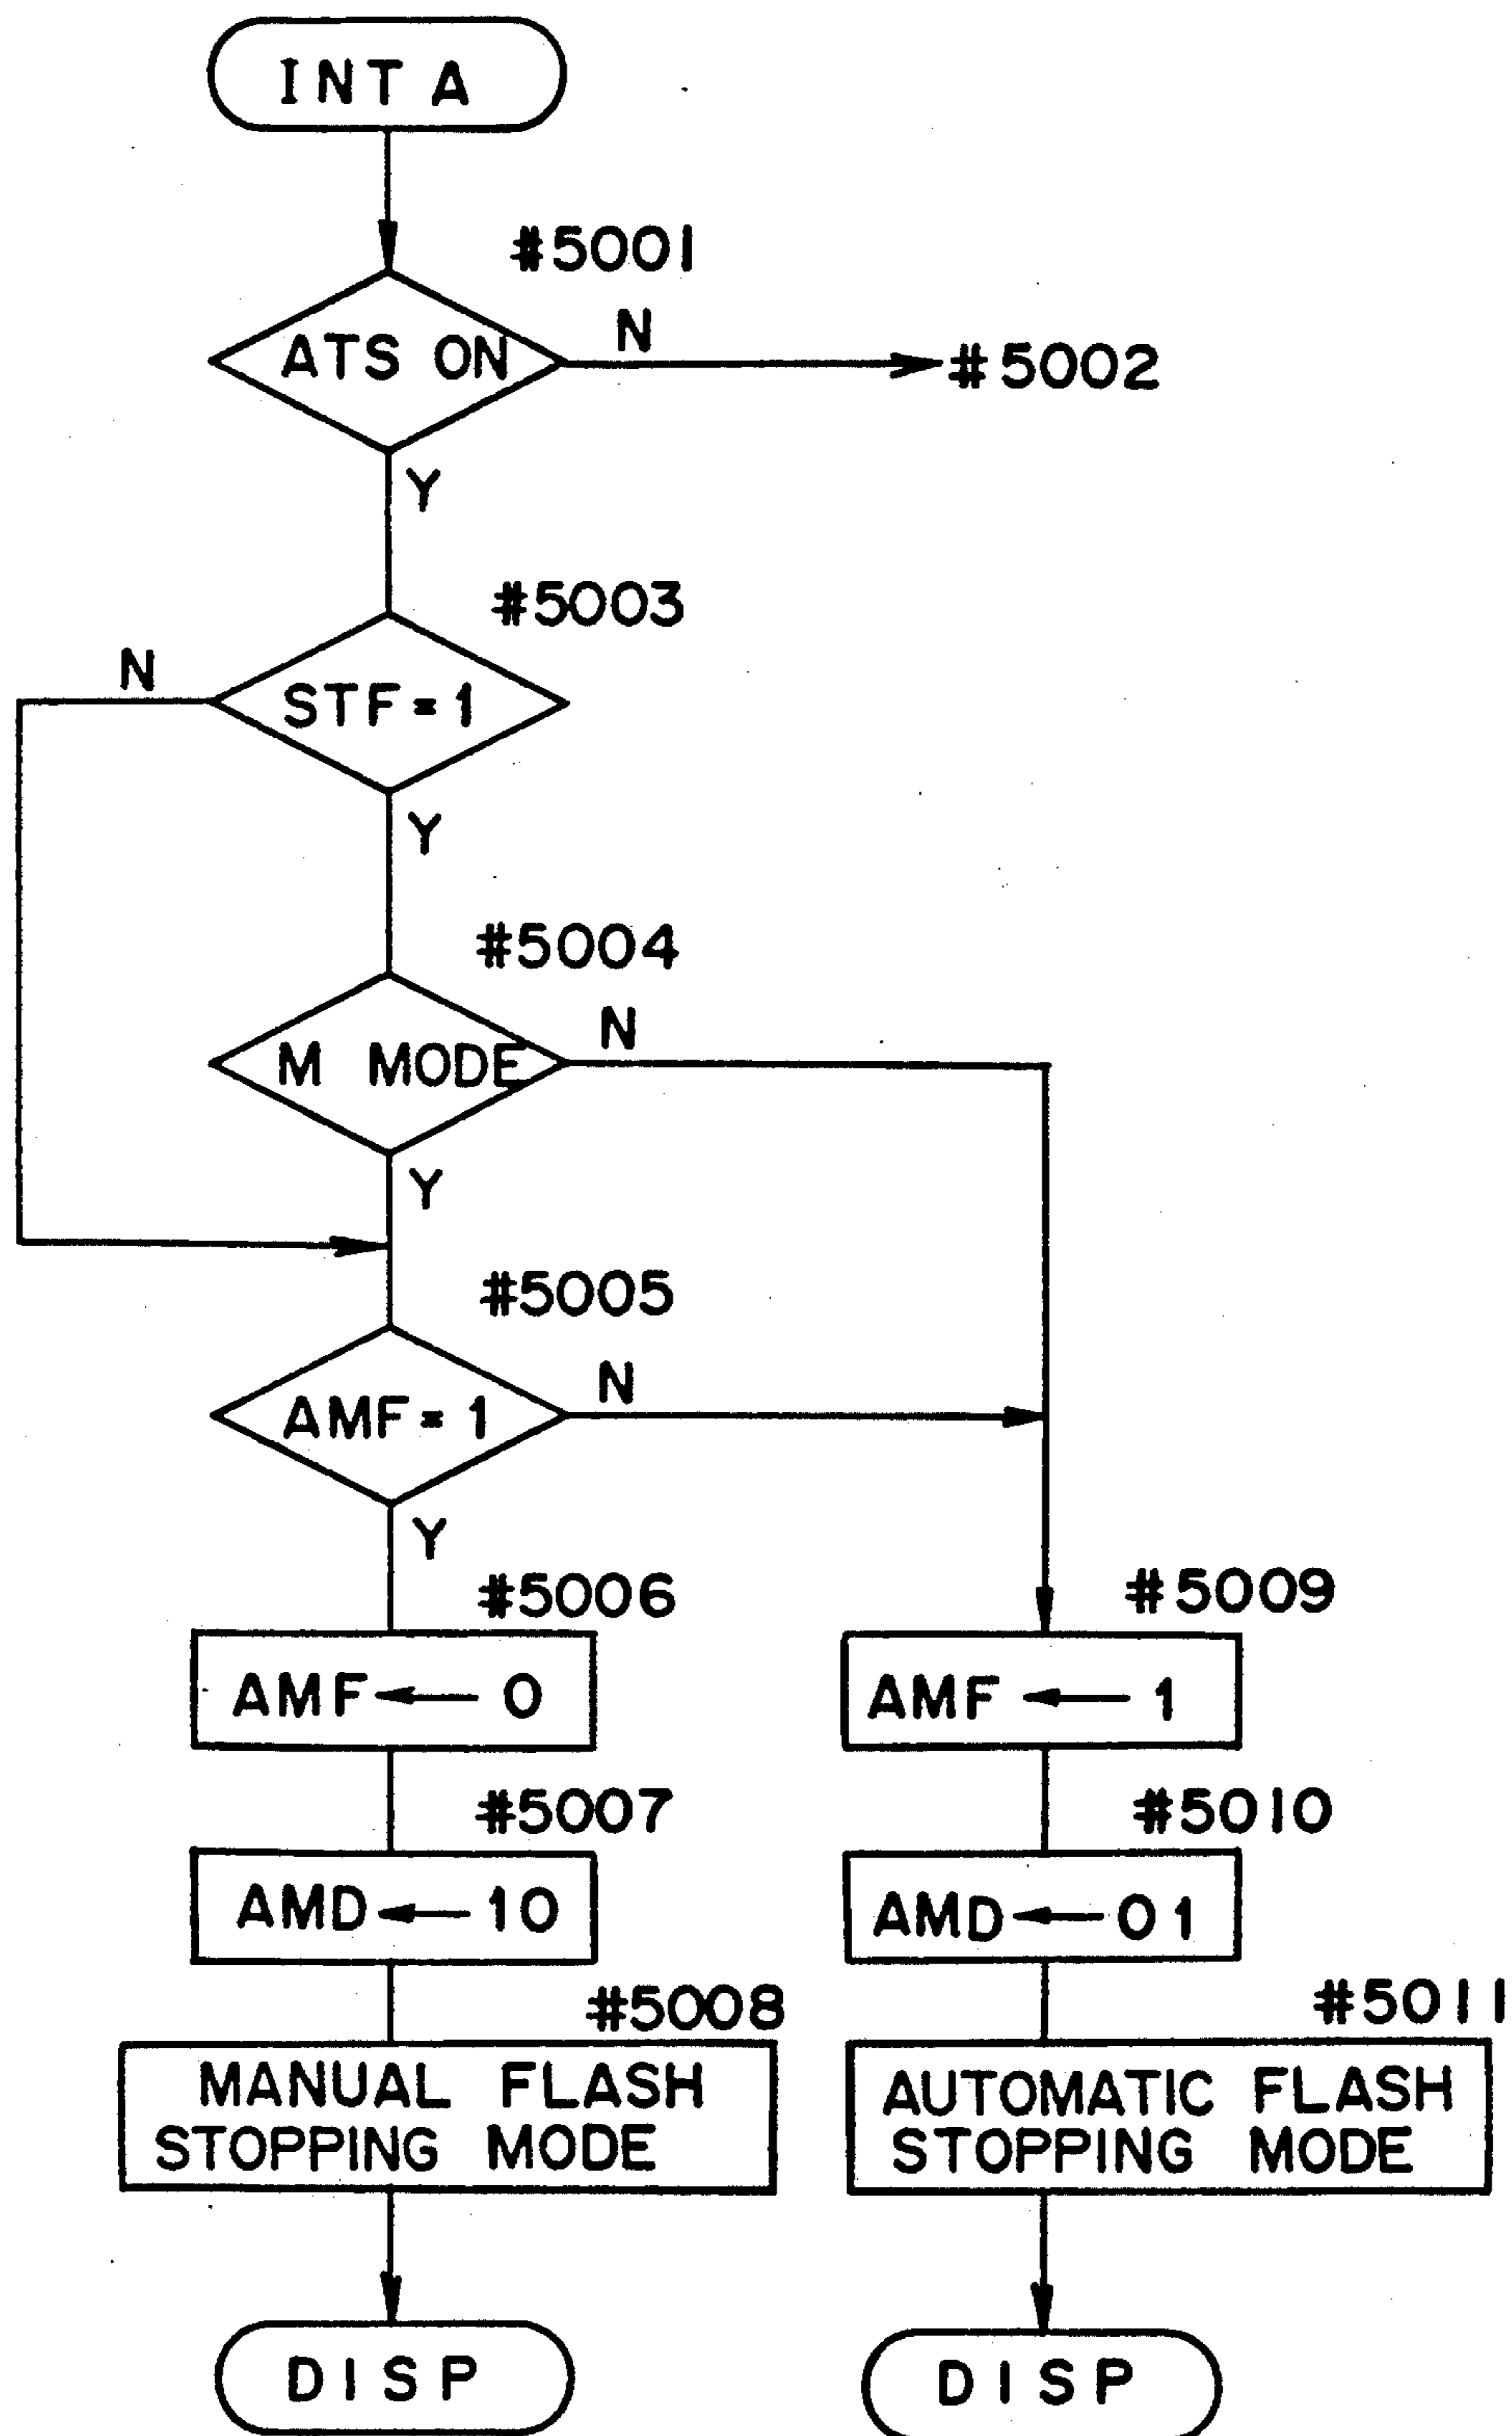 INT A
#5001
ATS ON
N
#5002
Y
#5003
N
STF=1
Y
#5004
M MODE
N
Y
#5005
AMF=1
N
Y
#5006
AMF ← 0
#5007
AMD ← 10
#5008
MANUAL FLASH
STOPPING MODE
DISP
#5009
AMF ← 1
#5010
AMD ← 01
#5011
AUTOMATIC FLASH
STOPPING MODE
DISP